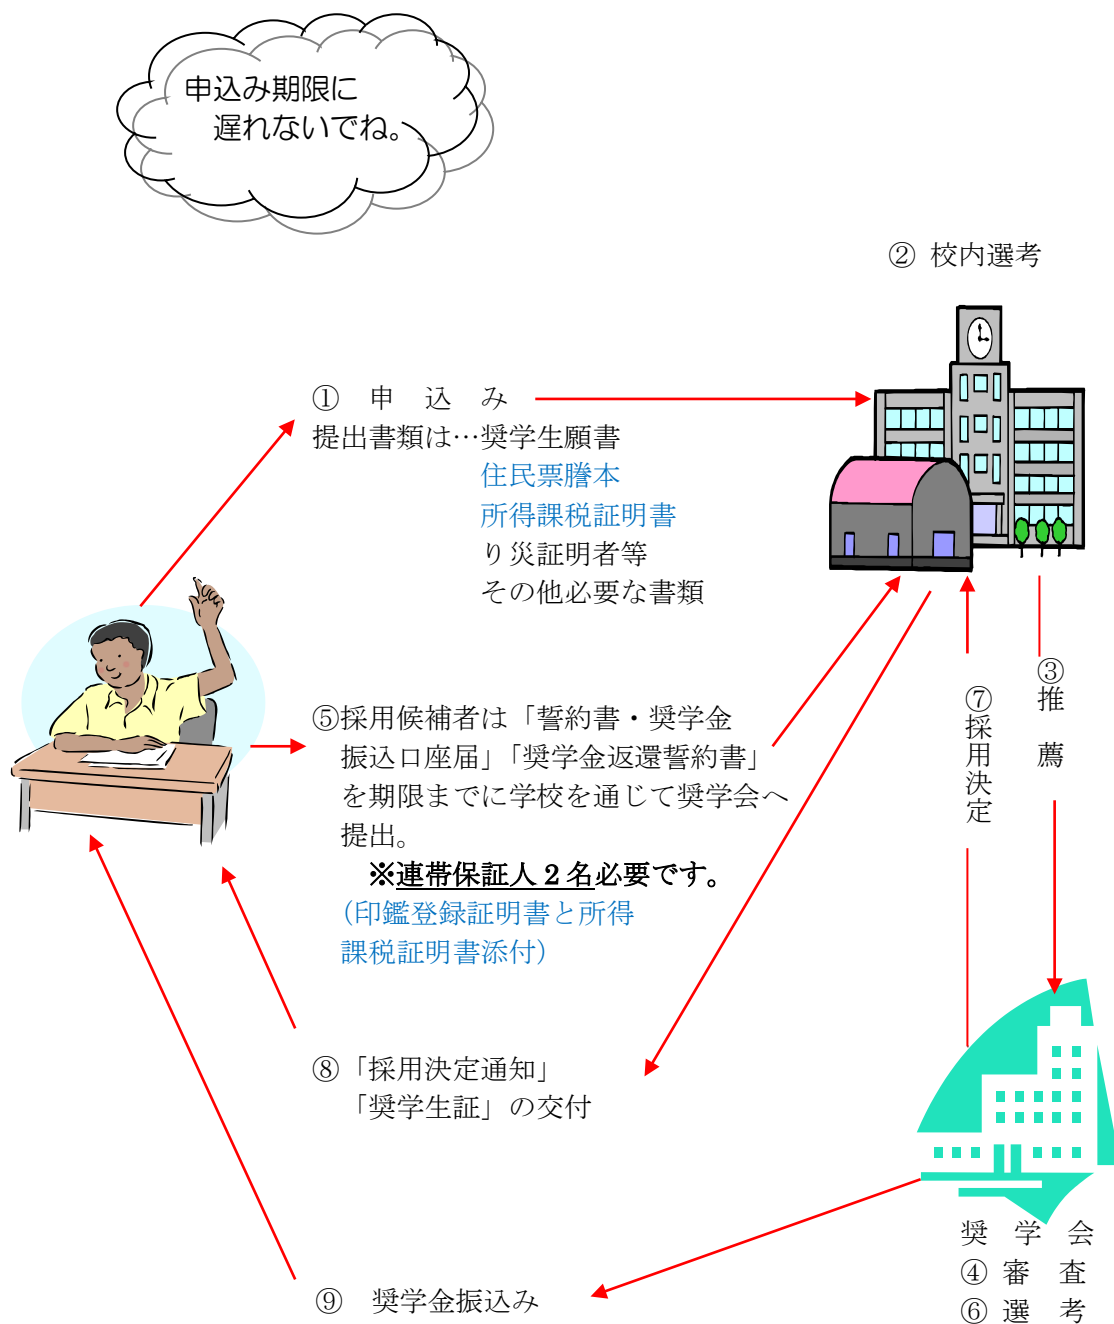 申込み期限に
遅れないでね。
② 校内選考
① 申 込 み
提出書類は…奨学生願書
住民票謄本
所得課税証明書
り災証明者等
その他必要な書類
③推 薦
⑦採用決定
⑤採用候補者は「誓約書・奨学金
振込口座届」「奨学金返還誓約書」
を期限までに学校を通じて奨学会へ
提出。
※連帯保証人2名必要です。
(印鑑登録証明書と所得
課税証明書添付)
⑧「採用決定通知」
「奨学生証」の交付
奨 学 会
④ 審 査
⑥ 選 考
⑨ 奨学金振込み